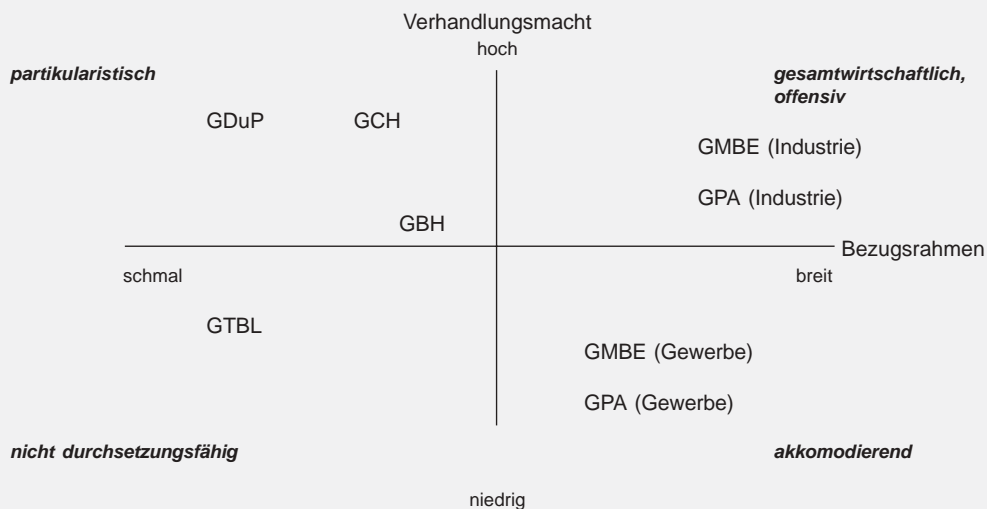 Verhandlungsmacht
hoch
partikularistisch
gesamtwirtschaftlich,
offensiv
GDuP GCH
GMBE (Industrie)
GPA (Industrie)
GBH
Bezugsrahmen
schmal breit
GTBL
GMBE (Gewerbe)
GPA (Gewerbe)
nicht durchsetzungsfähig akkomodierend
niedrig